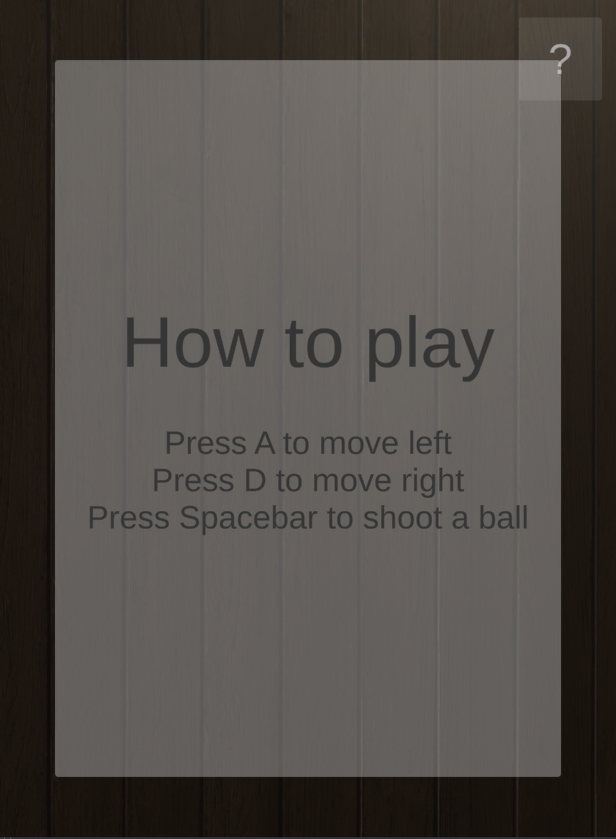 ?
How to play
Press A to move left
Press D to move right
Press Spacebar to shoot a ball